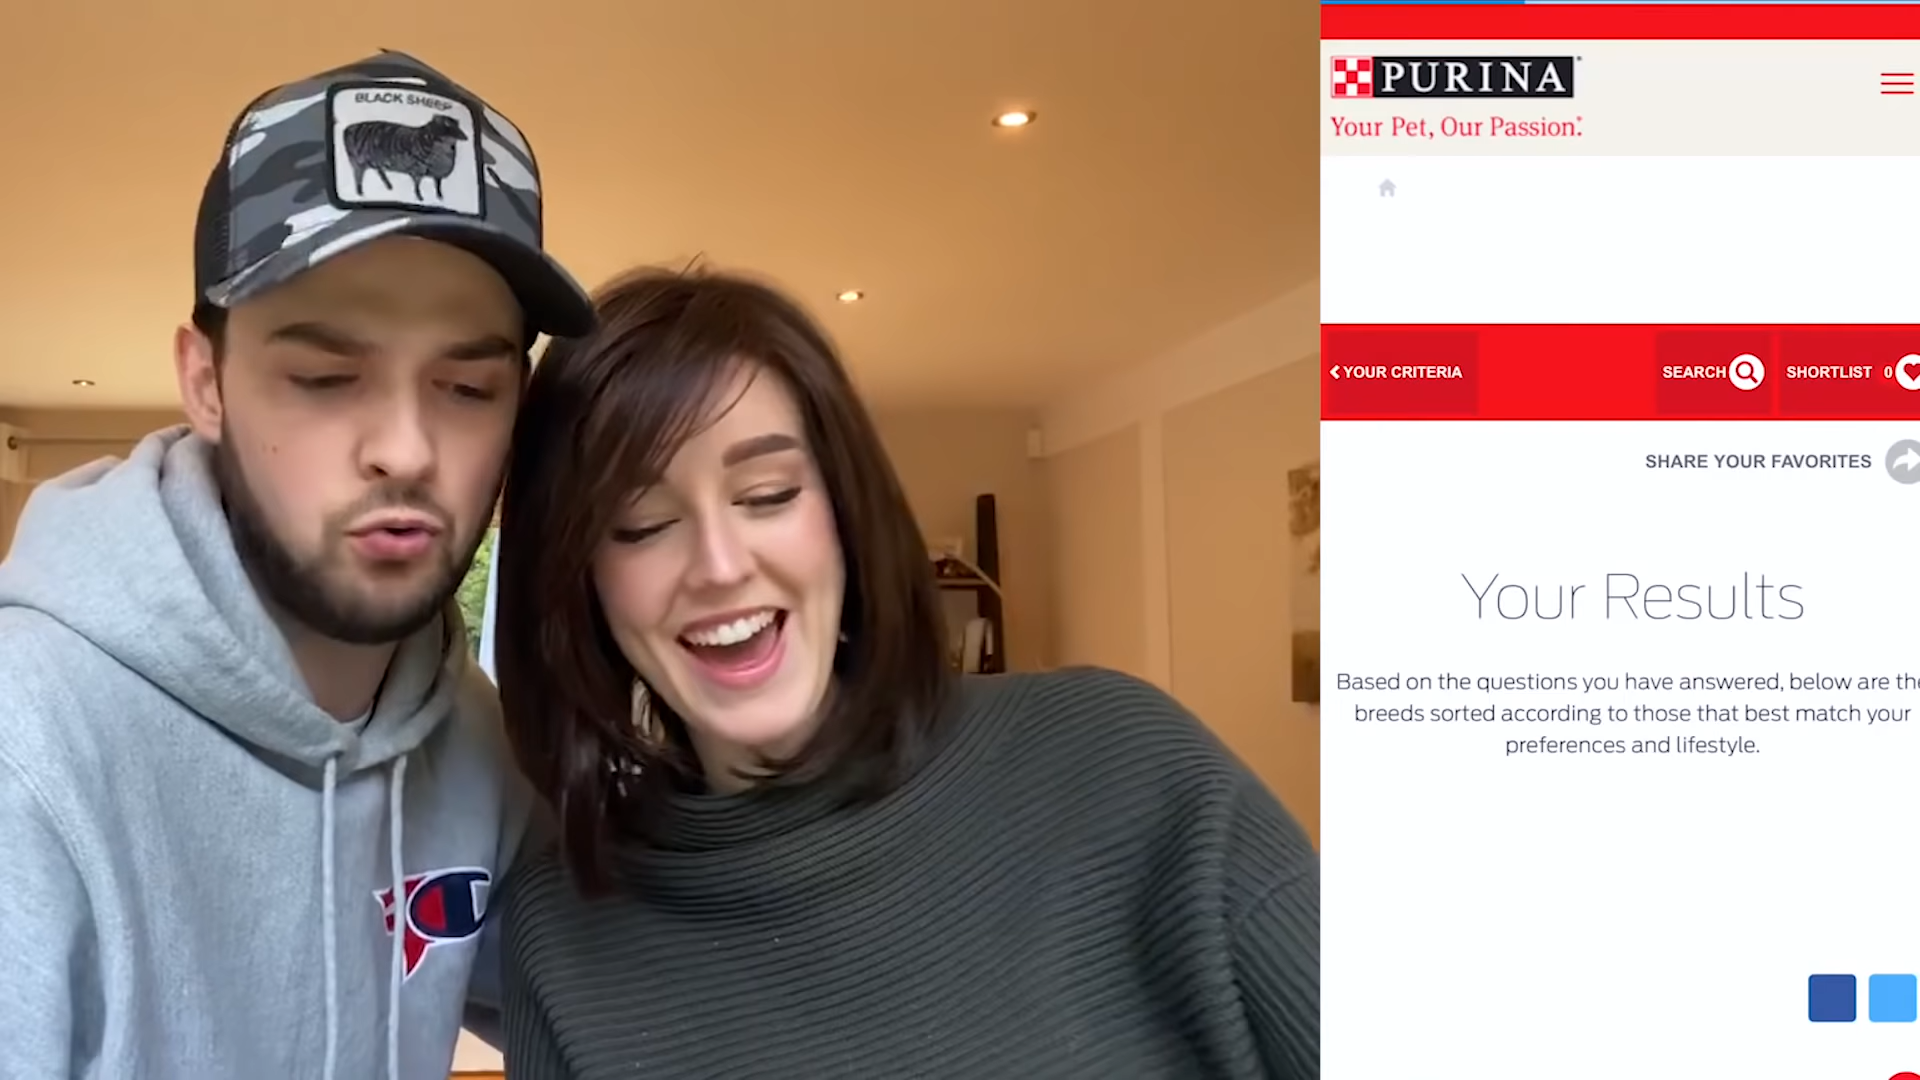 BLACK SHEEP
PURINA
Your Pet, Our Passion.
YOUR CRITERIA
SEARCH
SHORTLIST 0
SHARE YOUR FAVORITES
Your Results
Based on the questions you have answered, below are the
breeds sorted according to those that best match your
preferences and lifestyle.